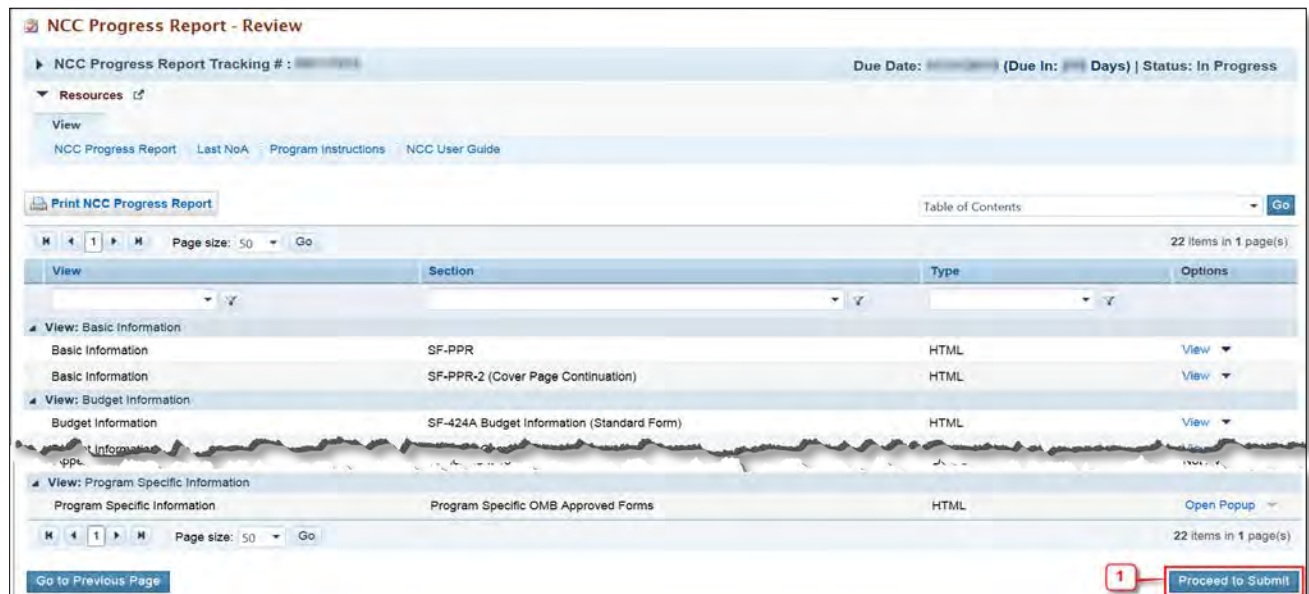 NCC Progress Report - Review
NCC Progress Report Tracking # :
Due Date: (Due In: Days) | Status: In Progress
Resources
View
NCC Progress Report Last NoA Program Instructions NCC User Guide
Print NCC Progress Report
Table of Contents Go
1 Page size: 50 Go 22 items in 1 page(s)
View Section Type Options
View: Basic Information
Basic Information SF-PPR HTML View
Basic Information SF-PPR-2 (Cover Page Continuation) HTML View
View: Budget Information
Budget Information SF-424A Budget Information (Standard Form) HTML View
View: Program Specific Information
Program Specific Information Program Specific OMB Approved Forms HTML Open Popup
1 Page size: 50 Go 22 items in 1 page(s)
Go to Previous Page 1 Proceed to Submit